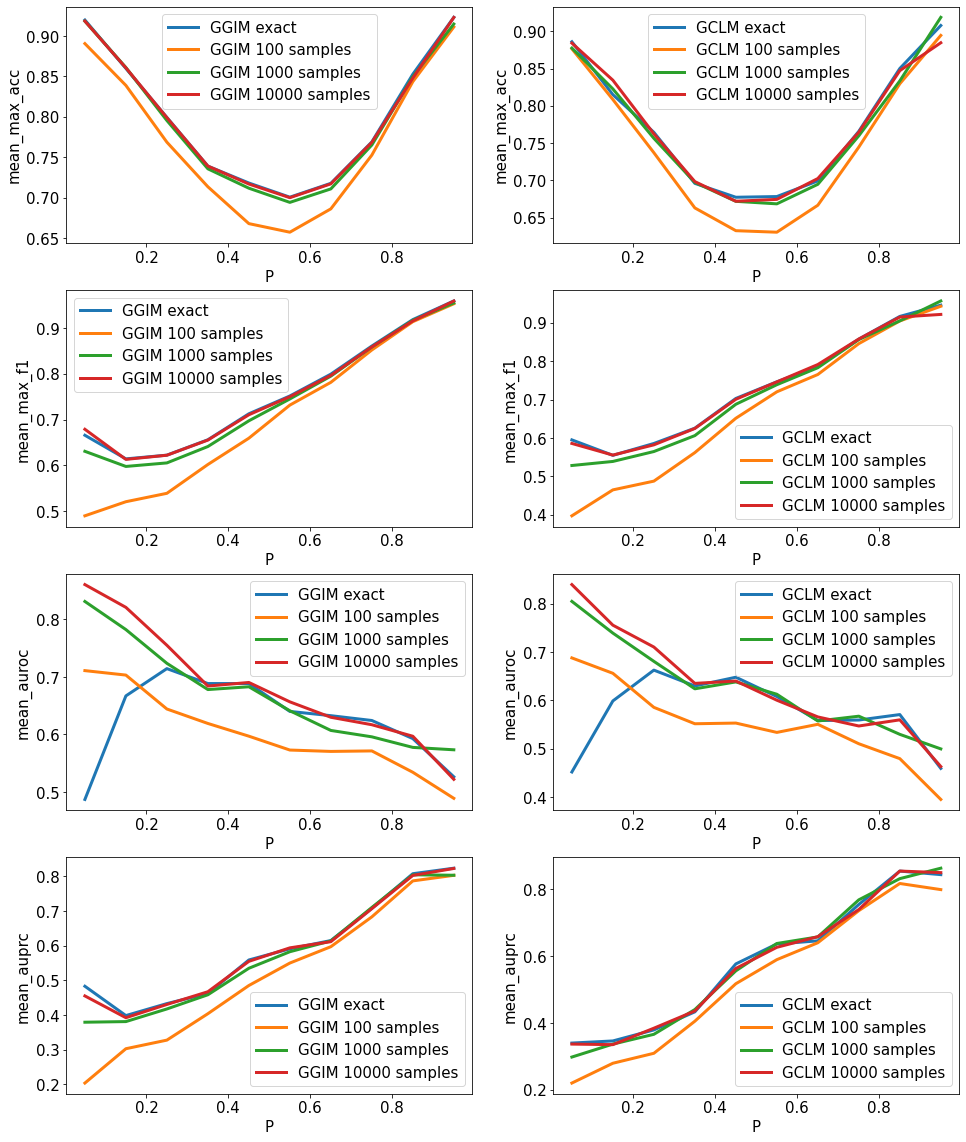 mean_max_acc
0.90
0.85
0.80
0.75
0.70
0.65
GGIM exact
GGIM 100 samples
GGIM 1000 samples
GGIM 10000 samples
0.2 0.4 0.6 0.8
P
mean_max_acc
0.90
0.85
0.80
0.75
0.70
0.65
GCLM exact
GCLM 100 samples
GCLM 1000 samples
GCLM 10000 samples
0.2 0.4 0.6 0.8
P
mean_max_f1
0.9
0.8
0.7
0.6
0.5
GGIM exact
GGIM 100 samples
GGIM 1000 samples
GGIM 10000 samples
0.2 0.4 0.6 0.8
P
mean_max_f1
0.9
0.8
0.7
0.6
0.5
0.4
GCLM exact
GCLM 100 samples
GCLM 1000 samples
GCLM 10000 samples
0.2 0.4 0.6 0.8
P
mean_auroc
0.8
0.7
0.6
0.5
GGIM exact
GGIM 100 samples
GGIM 1000 samples
GGIM 10000 samples
0.2 0.4 0.6 0.8
P
mean_auroc
0.8
0.7
0.6
0.5
0.4
GCLM exact
GCLM 100 samples
GCLM 1000 samples
GCLM 10000 samples
0.2 0.4 0.6 0.8
P
mean_auprc
0.8
0.7
0.6
0.5
0.4
0.3
0.2
GGIM exact
GGIM 100 samples
GGIM 1000 samples
GGIM 10000 samples
0.2 0.4 0.6 0.8
P
mean_auprc
0.8
0.6
0.4
0.2
GCLM exact
GCLM 100 samples
GCLM 1000 samples
GCLM 10000 samples
0.2 0.4 0.6 0.8
P